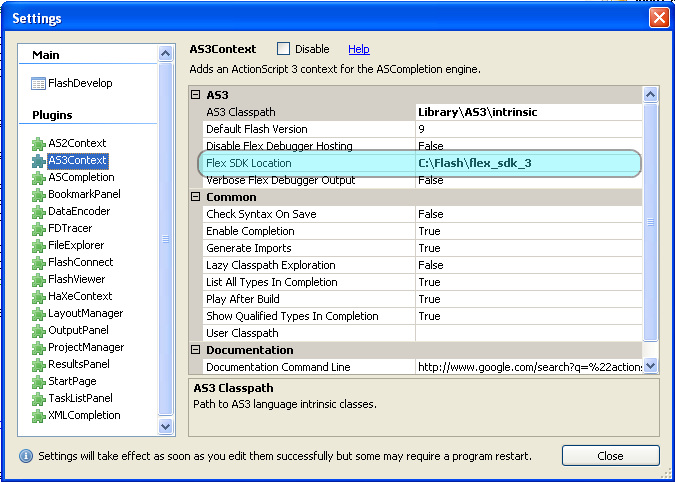 Settings
Main
FlashDevelop
Plugins
AS2Context
AS3Context
ASCompletion
BookmarkPanel
DataEncoder
FDTracer
FileExplorer
FlashConnect
FlashViewer
HaXeContext
LayoutManager
OutputPanel
ProjectManager
ResultsPanel
StartPage
TaskListPanel
XMLCompletion
AS3Context Disable Help
Adds an ActionScript 3 context for the ASCompletion engine.
AS3
AS3 Classpath Library\AS3\intrinsic
Default Flash Version 9
Disable Flex Debugger Hosting False
Flex SDK Location C:\Flash\flex_sdk_3
Verbose Flex Debugger Output False
Common
Check Syntax On Save False
Enable Completion True
Generate Imports True
Lazy Classpath Exploration False
List All Types In Completion True
Play After Build True
Show Qualified Types In Completion True
User Classpath
Documentation
Documentation Command Line http://www.google.com/search?q=%22actions
AS3 Classpath
Path to AS3 language intrinsic classes.
Settings will take effect as soon as you edit them successfully but some may require a program restart.
Close